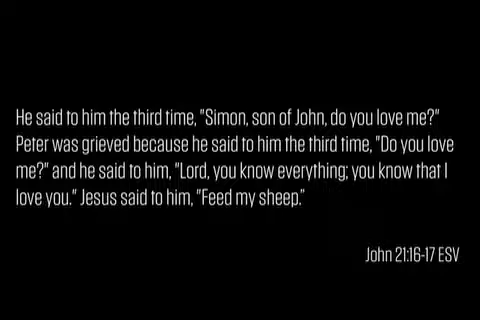 He said to him the third time, "Simon, son of John, do you love me?"
Peter was grieved because he said to him the third time, "Do you love
me?" and he said to him, "Lord, you know everything; you know that I
love you." Jesus said to him, "Feed my sheep."
John 21:16-17 ESV